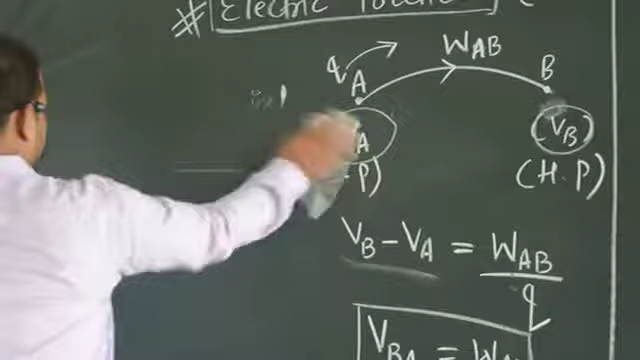 # Electric
q A W_AB B
V_B
(H.P)
V_B - V_A = W_AB / q
V_BA =